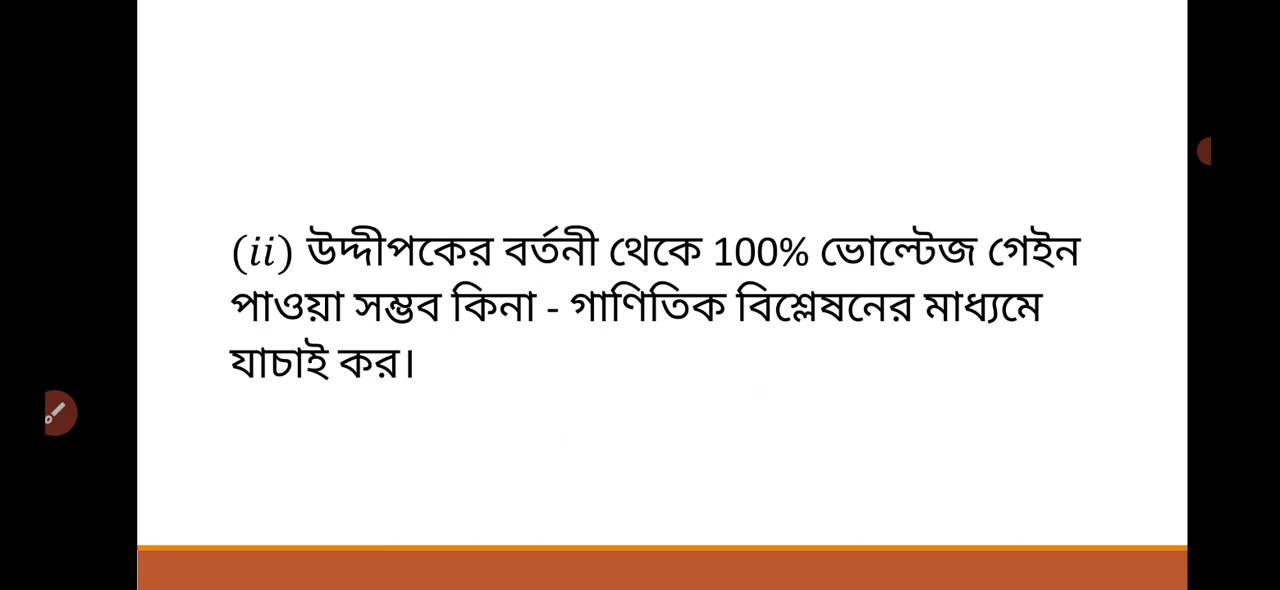 (ii) উদ্দীপকের বর্তনী থেকে 100% ভোল্টেজ গেইন
পাওয়া সম্ভব কিনা - গাণিতিক বিশ্লেষনের মাধ্যমে
যাচাই কর।